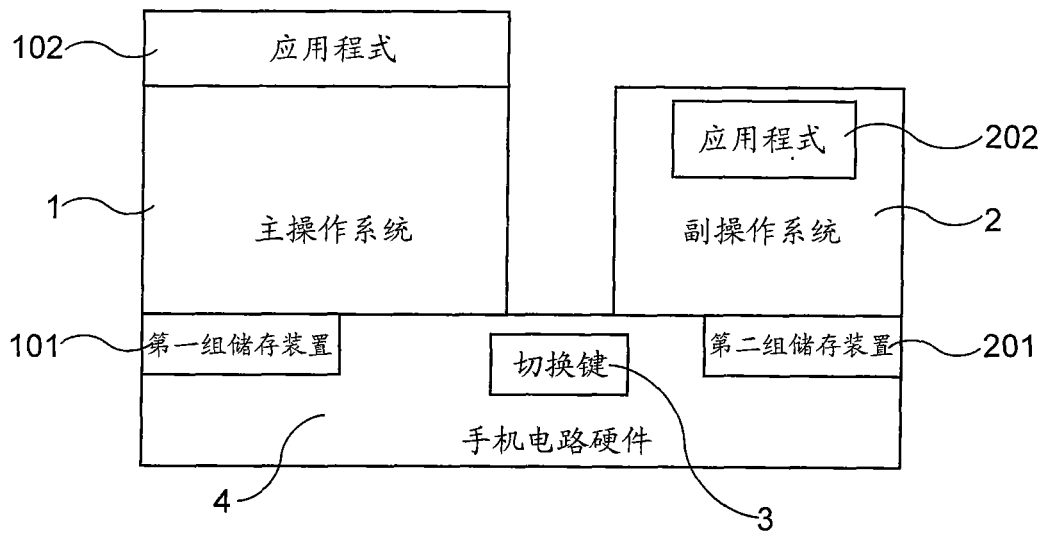 102
应用程式
应用程式
202
1
主操作系统
副操作系统
2
101
第一组储存装置
切换键
第二组储存装置
201
手机电路硬件
4
3